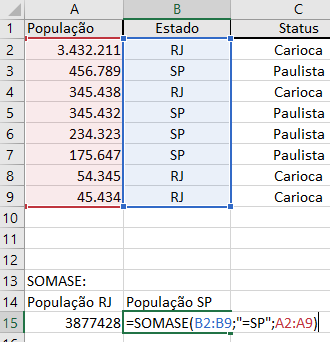 A B C
1 População Estado Status
2 3.432.211 RJ Carioca
3 456.789 SP Paulista
4 345.438 RJ Carioca
5 345.432 SP Paulista
6 234.323 SP Paulista
7 175.647 SP Paulista
8 54.345 RJ Carioca
9 45.434 RJ Carioca
10
11
12
13 SOMASE:
14 População RJ População SP
15 3877428 =SOMASE(B2:B9;"=SP";A2:A9)